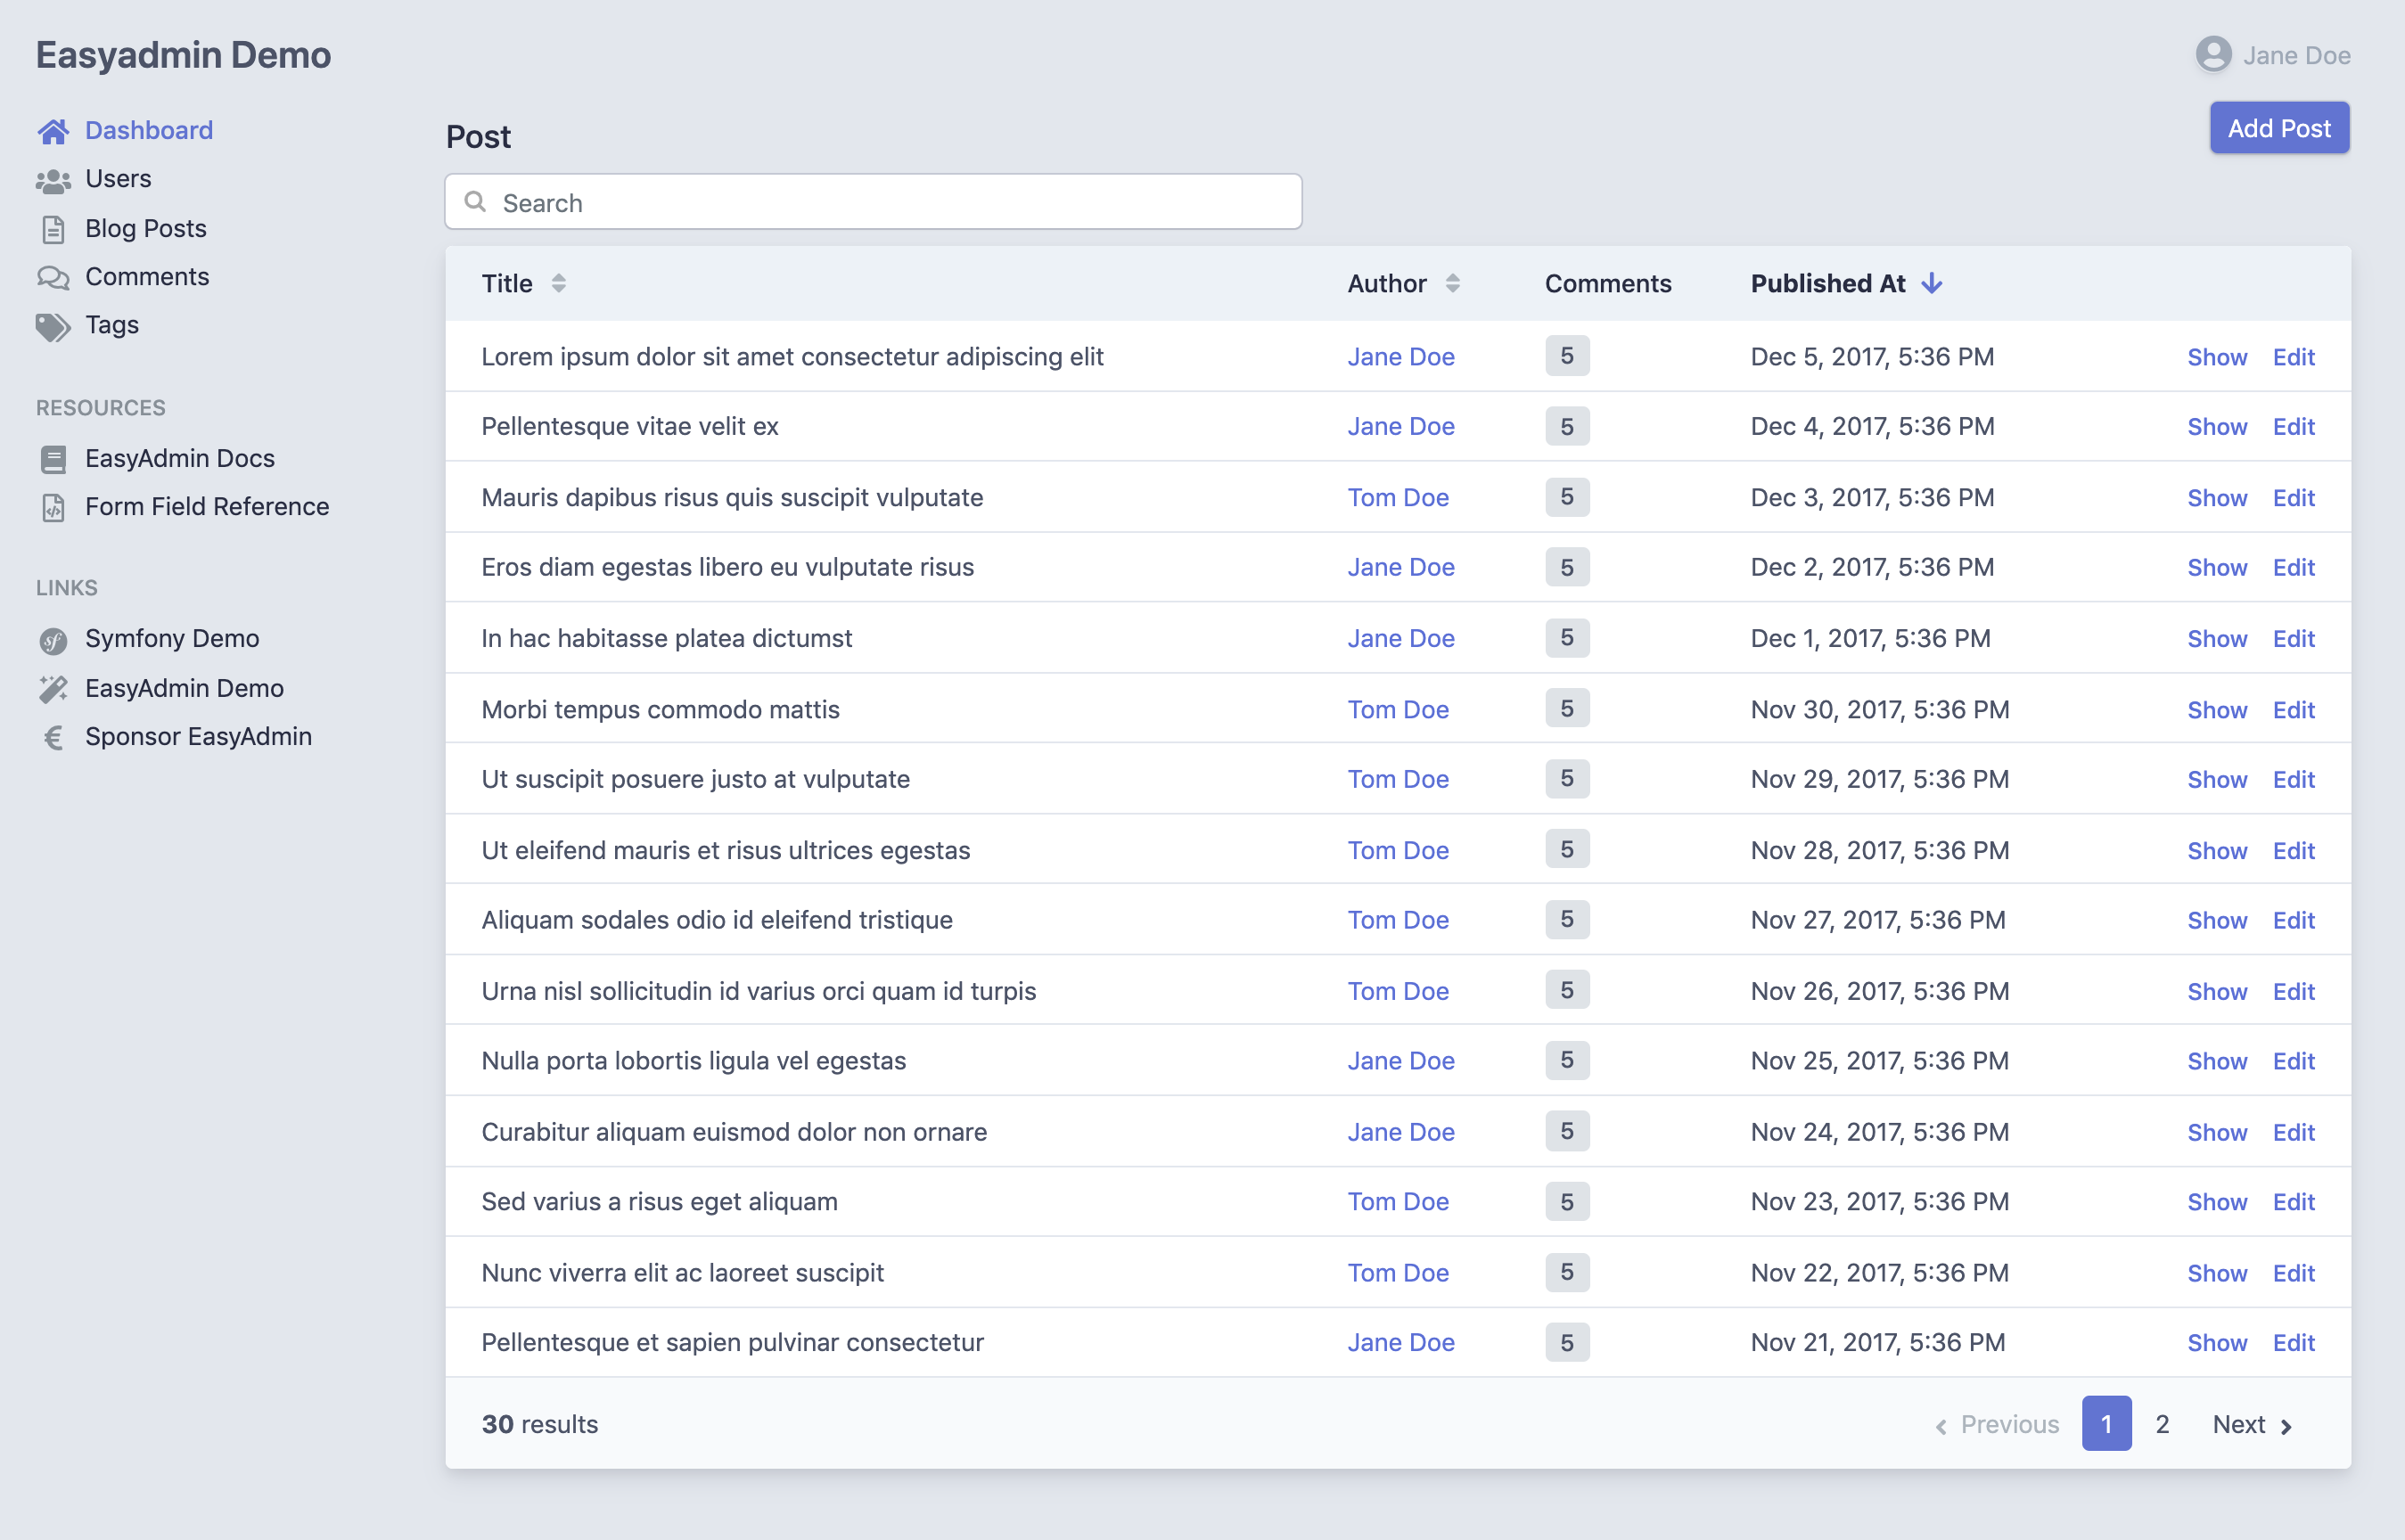 Easyadmin Demo
Jane Doe
Dashboard
Users
Blog Posts
Comments
Tags
RESOURCES
EasyAdmin Docs
Form Field Reference
LINKS
Symfony Demo
EasyAdmin Demo
Sponsor EasyAdmin
Post
Add Post
Search
Title Author Comments Published At
Lorem ipsum dolor sit amet consectetur adipiscing elit Jane Doe 5 Dec 5, 2017, 5:36 PM Show Edit
Pellentesque vitae velit ex Jane Doe 5 Dec 4, 2017, 5:36 PM Show Edit
Mauris dapibus risus quis suscipit vulputate Tom Doe 5 Dec 3, 2017, 5:36 PM Show Edit
Eros diam egestas libero eu vulputate risus Jane Doe 5 Dec 2, 2017, 5:36 PM Show Edit
In hac habitasse platea dictumst Jane Doe 5 Dec 1, 2017, 5:36 PM Show Edit
Morbi tempus commodo mattis Tom Doe 5 Nov 30, 2017, 5:36 PM Show Edit
Ut suscipit posuere justo at vulputate Tom Doe 5 Nov 29, 2017, 5:36 PM Show Edit
Ut eleifend mauris et risus ultrices egestas Tom Doe 5 Nov 28, 2017, 5:36 PM Show Edit
Aliquam sodales odio id eleifend tristique Tom Doe 5 Nov 27, 2017, 5:36 PM Show Edit
Urna nisl sollicitudin id varius orci quam id turpis Tom Doe 5 Nov 26, 2017, 5:36 PM Show Edit
Nulla porta lobortis ligula vel egestas Jane Doe 5 Nov 25, 2017, 5:36 PM Show Edit
Curabitur aliquam euismod dolor non ornare Jane Doe 5 Nov 24, 2017, 5:36 PM Show Edit
Sed varius a risus eget aliquam Tom Doe 5 Nov 23, 2017, 5:36 PM Show Edit
Nunc viverra elit ac laoreet suscipit Tom Doe 5 Nov 22, 2017, 5:36 PM Show Edit
Pellentesque et sapien pulvinar consectetur Jane Doe 5 Nov 21, 2017, 5:36 PM Show Edit
30 results
Previous 1 2 Next